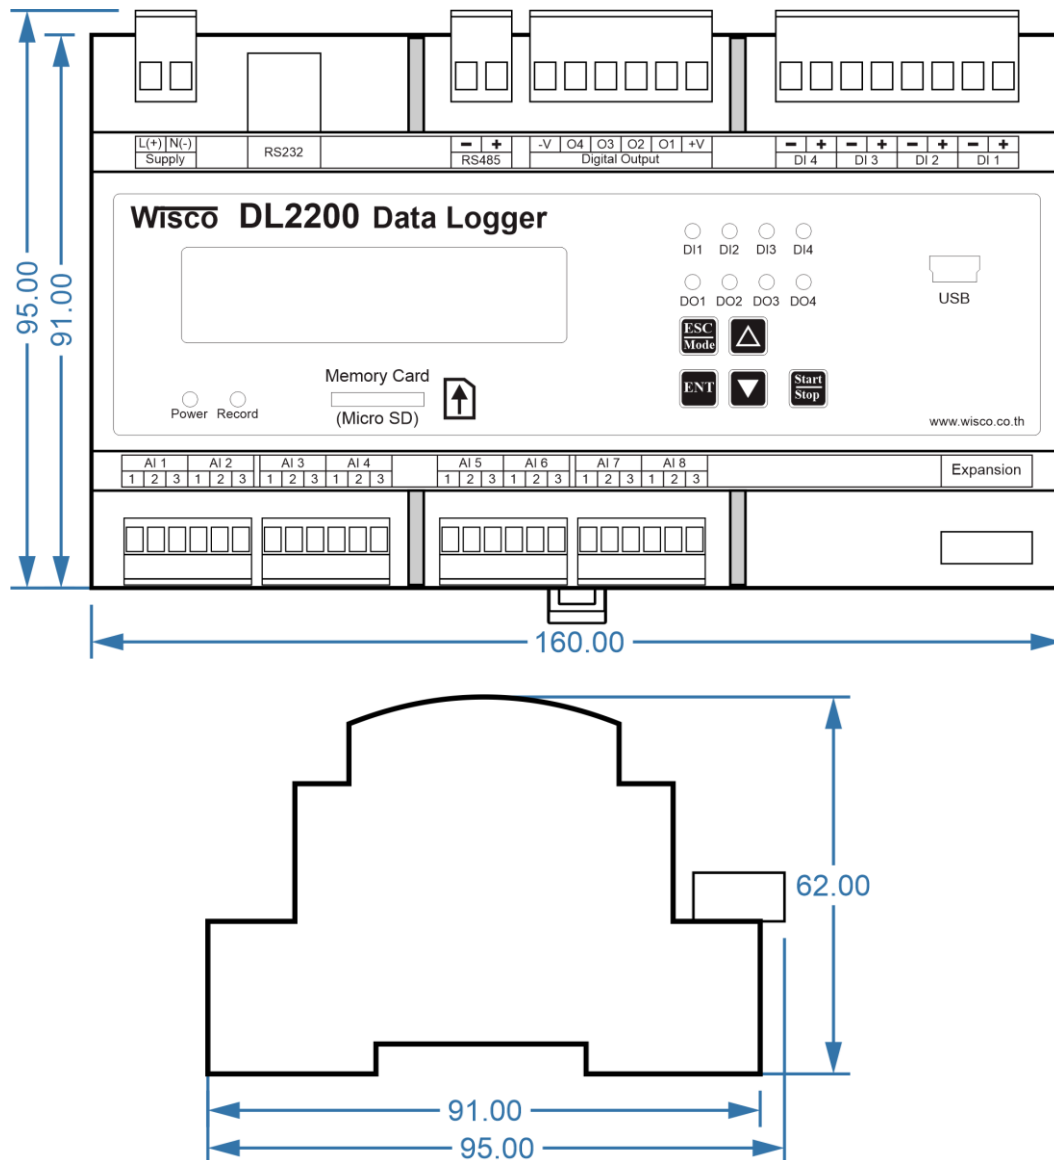 L(+) N(-)
Supply
RS232
– +
RS485
-V O4 O3 O2 O1 +V
Digital Output
– + – + – + – +
DI 4 DI 3 DI 2 DI 1
Wisco DL2200 Data Logger
DI1 DI2 DI3 DI4
DO1 DO2 DO3 DO4
USB
ESC
Mode
ENT
Start
Stop
Memory Card
(Micro SD)
Power Record
www.wisco.co.th
AI 1 AI 2 AI 3 AI 4 AI 5 AI 6 AI 7 AI 8
1 2 3 1 2 3 1 2 3 1 2 3 1 2 3 1 2 3 1 2 3 1 2 3
Expansion
95.00
91.00
160.00
62.00
91.00
95.00